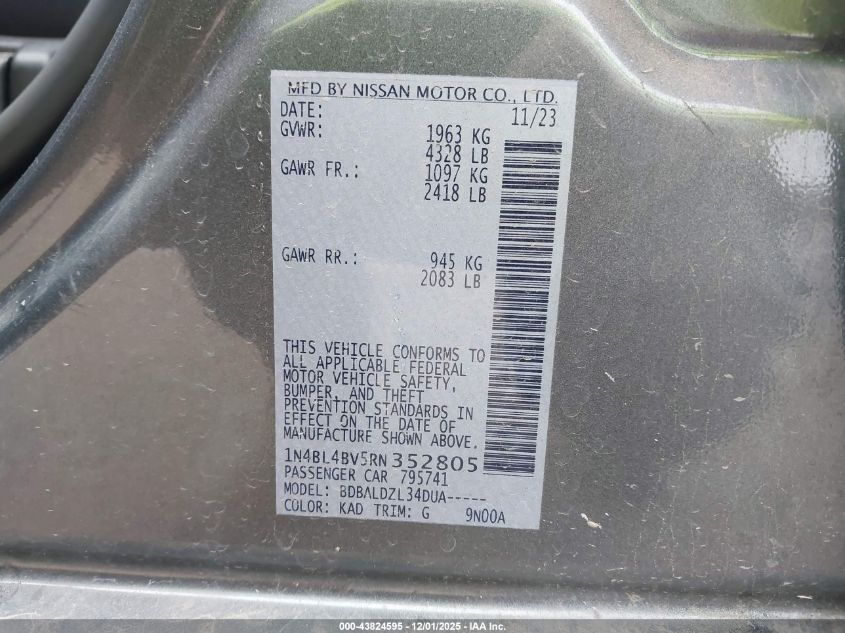 MFD BY NISSAN MOTOR CO., LTD.
DATE: 11/23
GVWR: 1963 KG
4328 LB
GAWR FR.: 1097 KG
2418 LB
GAWR RR.: 945 KG
2083 LB
THIS VEHICLE CONFORMS TO
ALL APPLICABLE FEDERAL
MOTOR VEHICLE SAFETY,
BUMPER, AND THEFT
PREVENTION STANDARDS IN
EFFECT ON THE DATE OF
MANUFACTURE SHOWN ABOVE.
1N4BL4BV5RN352805
PASSENGER CAR 795741
MODEL: BDBALDZL34DUA-----
COLOR: KAD TRIM: G 9N00A
000-43824595 - 12/01/2025 - IAA Inc.